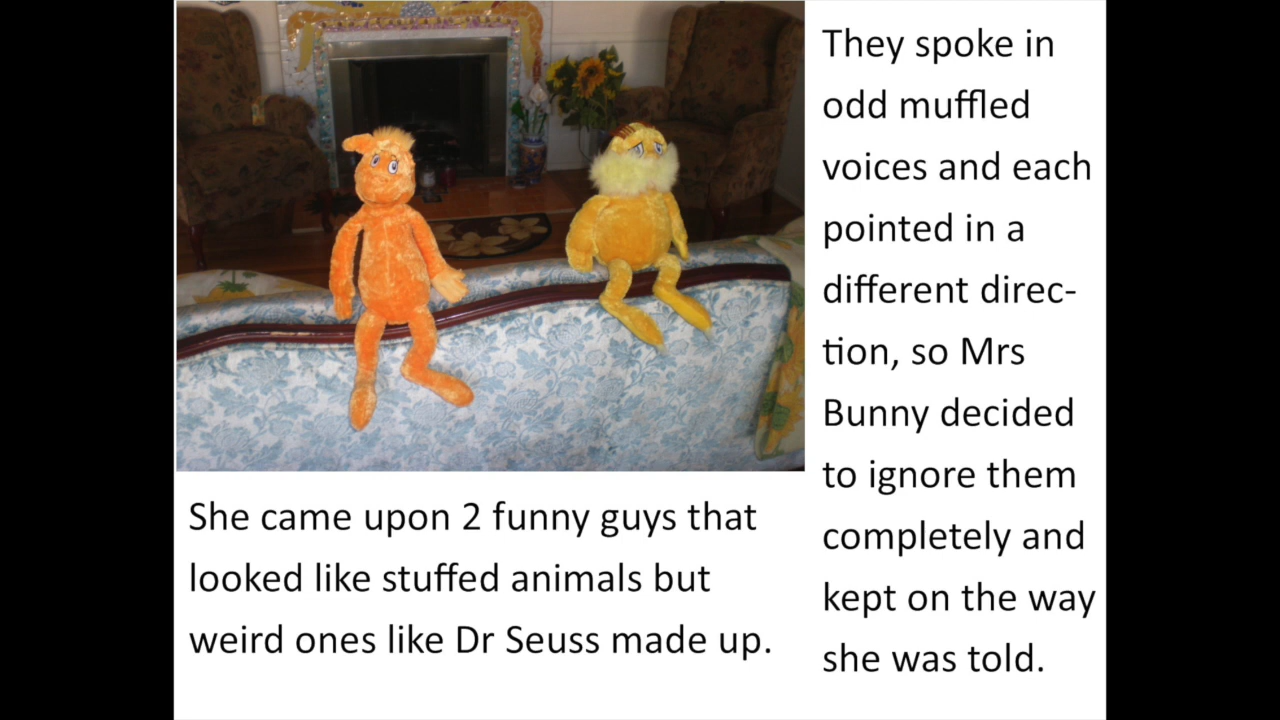 She came upon 2 funny guys that
looked like stuffed animals but
weird ones like Dr Seuss made up.
They spoke in
odd muffled
voices and each
pointed in a
different direc-
tion, so Mrs
Bunny decided
to ignore them
completely and
kept on the way
she was told.